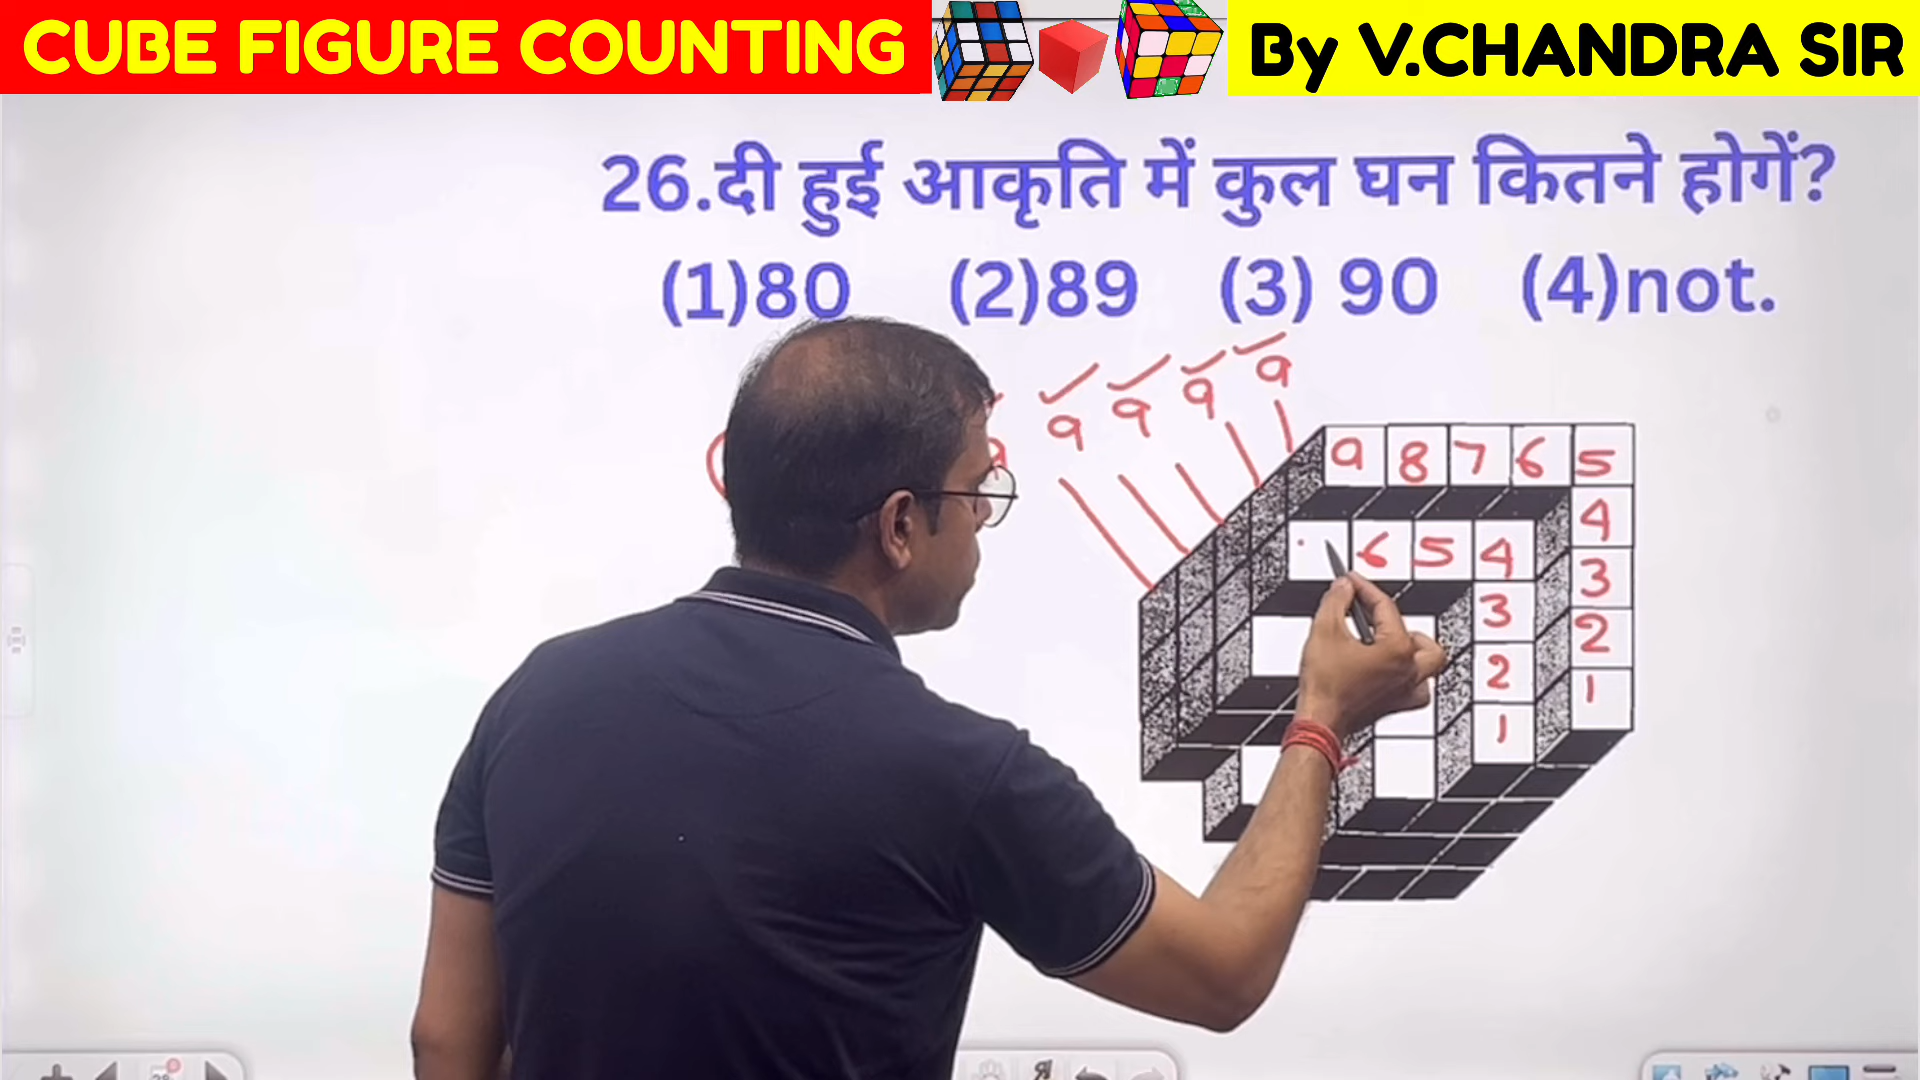 CUBE FIGURE COUNTING
By V.CHANDRA SIR
26.दी हुई आकृति में कुल घन कितने होगें?
(1)80 (2)89 (3) 90 (4)not.
9 9 9 9 9
9 8 7 6 5
4
3
2
1
6 5 4
3
2
1